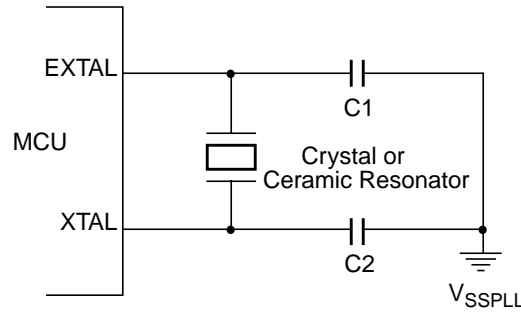 EXTAL
C1
MCU
Crystal or
Ceramic Resonator
XTAL
C2
VSSPLL